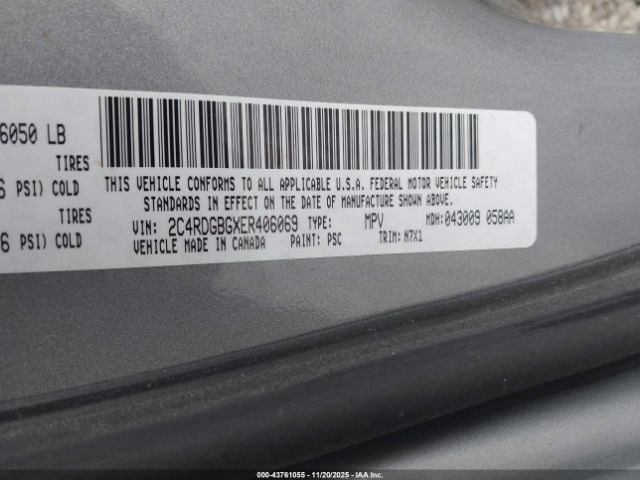 6050 LB
TIRES
PSI) COLD
TIRES
6 PSI) COLD
THIS VEHICLE CONFORMS TO ALL APPLICABLE U.S.A. FEDERAL MOTOR VEHICLE SAFETY
STANDARDS IN EFFECT ON THE DATE OF MANUFACTURE SHOWN ABOVE.
VIN: 2C4RDGBGXER406069 TYPE: MPV MDH: 043009 058AA
VEHICLE MADE IN CANADA PAINT: PSC TRIM: N7X1
000-43761055 - 11/20/2025 - IAA Inc.